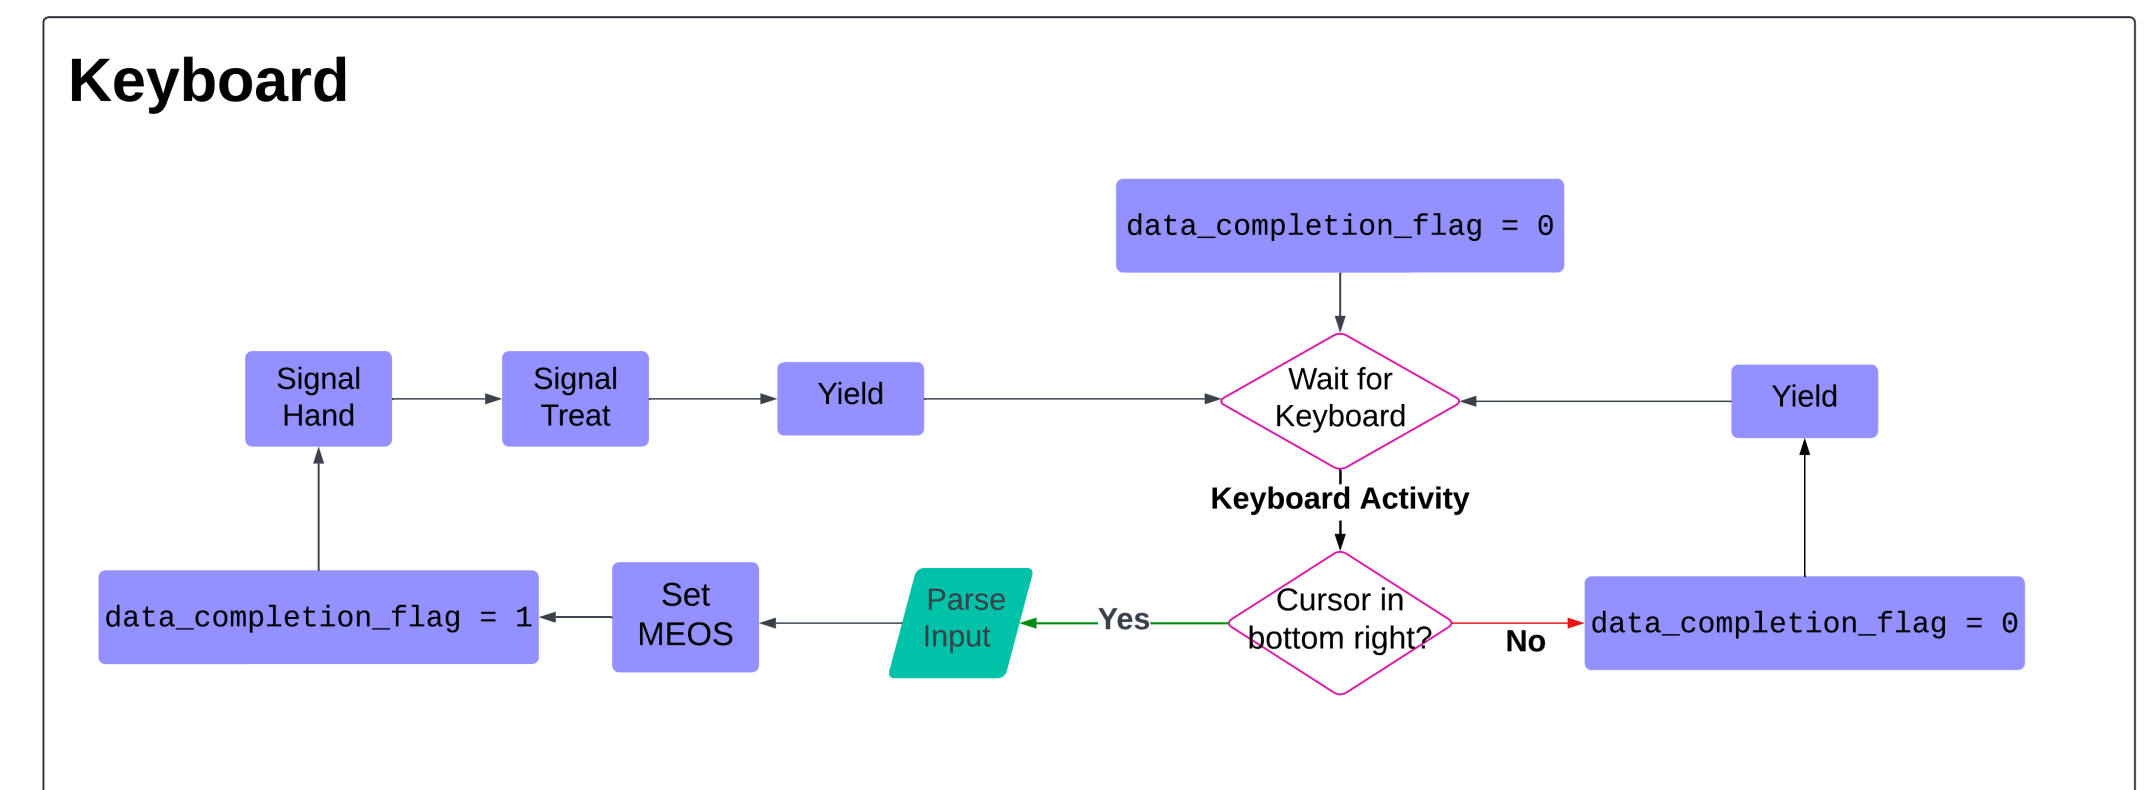 Keyboard
data_completion_flag = 0
Signal
Hand
Signal
Treat
Yield
Wait for
Keyboard
Yield
Keyboard Activity
data_completion_flag = 1
Set
MEOS
Parse
Input
Yes
Cursor in
bottom right?
No
data_completion_flag = 0